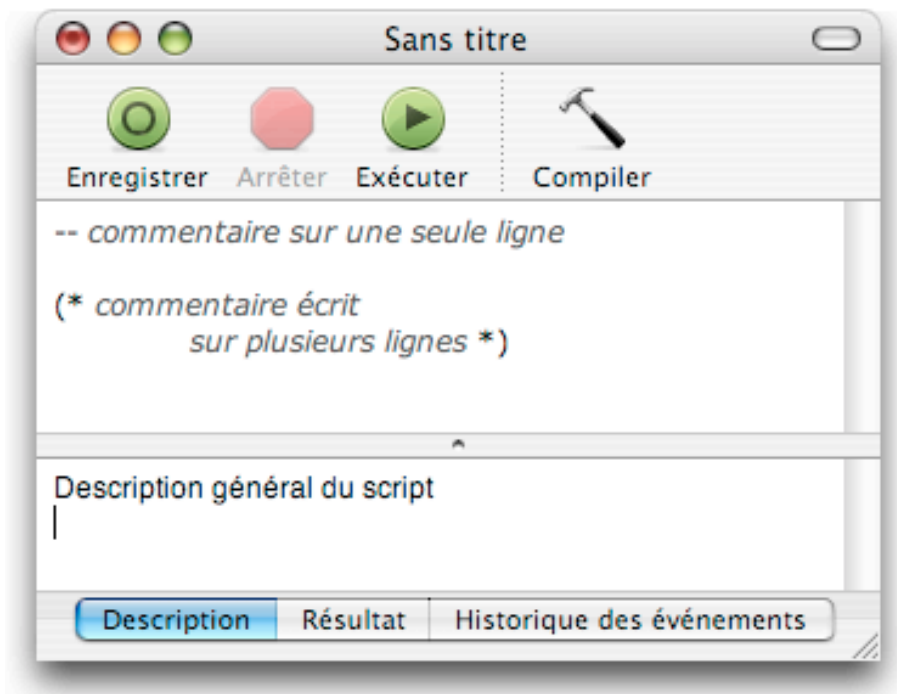 Sans titre
Enregistrer Arrêter Exécuter Compiler
-- commentaire sur une seule ligne
(* commentaire écrit
sur plusieurs lignes *)
Description général du script
Description Résultat Historique des événements